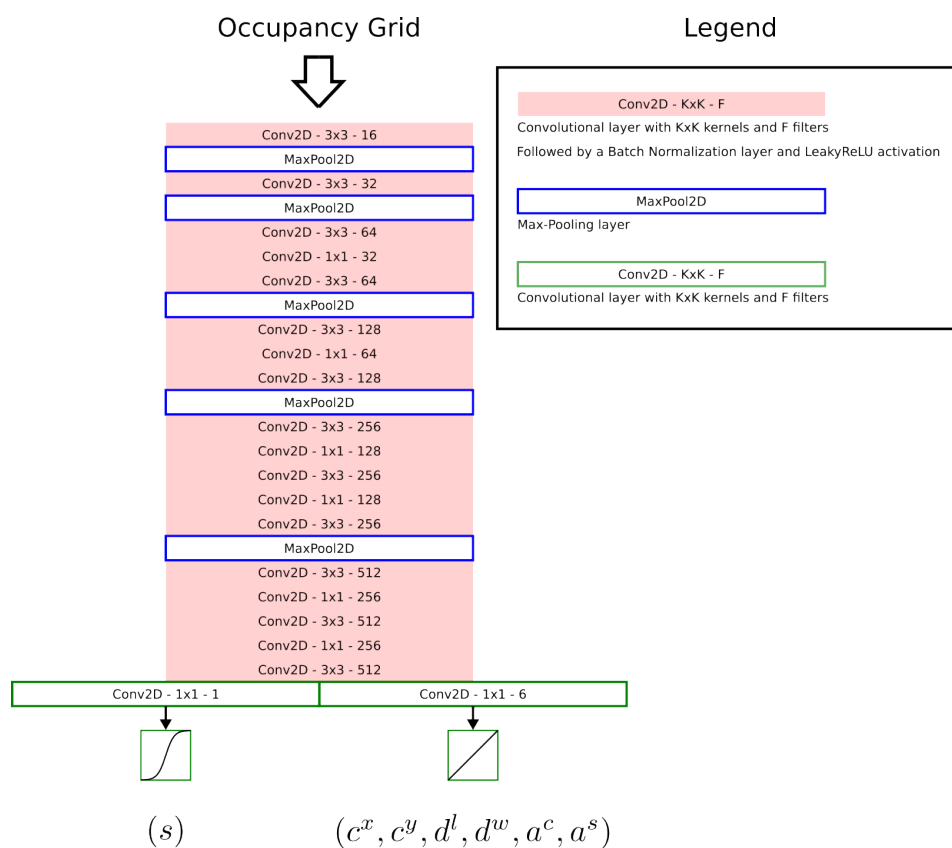 Occupancy Grid
Conv2D - 3x3 - 16
MaxPool2D
Conv2D - 3x3 - 32
MaxPool2D
Conv2D - 3x3 - 64
Conv2D - 1x1 - 32
Conv2D - 3x3 - 64
MaxPool2D
Conv2D - 3x3 - 128
Conv2D - 1x1 - 64
Conv2D - 3x3 - 128
MaxPool2D
Conv2D - 3x3 - 256
Conv2D - 1x1 - 128
Conv2D - 3x3 - 256
Conv2D - 1x1 - 128
Conv2D - 3x3 - 256
MaxPool2D
Conv2D - 3x3 - 512
Conv2D - 1x1 - 256
Conv2D - 3x3 - 512
Conv2D - 1x1 - 256
Conv2D - 3x3 - 512
Conv2D - 1x1 - 1
Conv2D - 1x1 - 6
(s)
(c^x, c^y, d^l, d^w, a^c, a^s)
Legend
Conv2D - KxK - F
Convolutional layer with KxK kernels and F filters
Followed by a Batch Normalization layer and LeakyReLU activation
MaxPool2D
Max-Pooling layer
Conv2D - KxK - F
Convolutional layer with KxK kernels and F filters